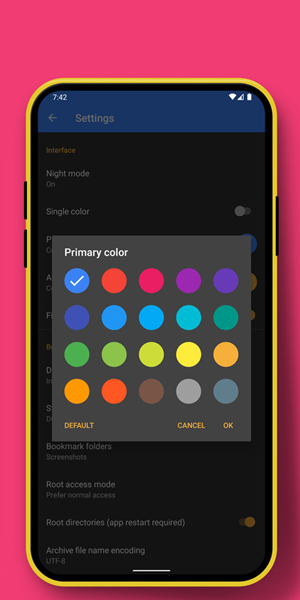 7:42
Settings
Interface
Night mode
On
Single color
Primary color
DEFAULT
CANCEL
OK
Bookmark folders
Screenshots
Root access mode
Prefer normal access
Root directories (app restart required)
Archive file name encoding
UTF-8